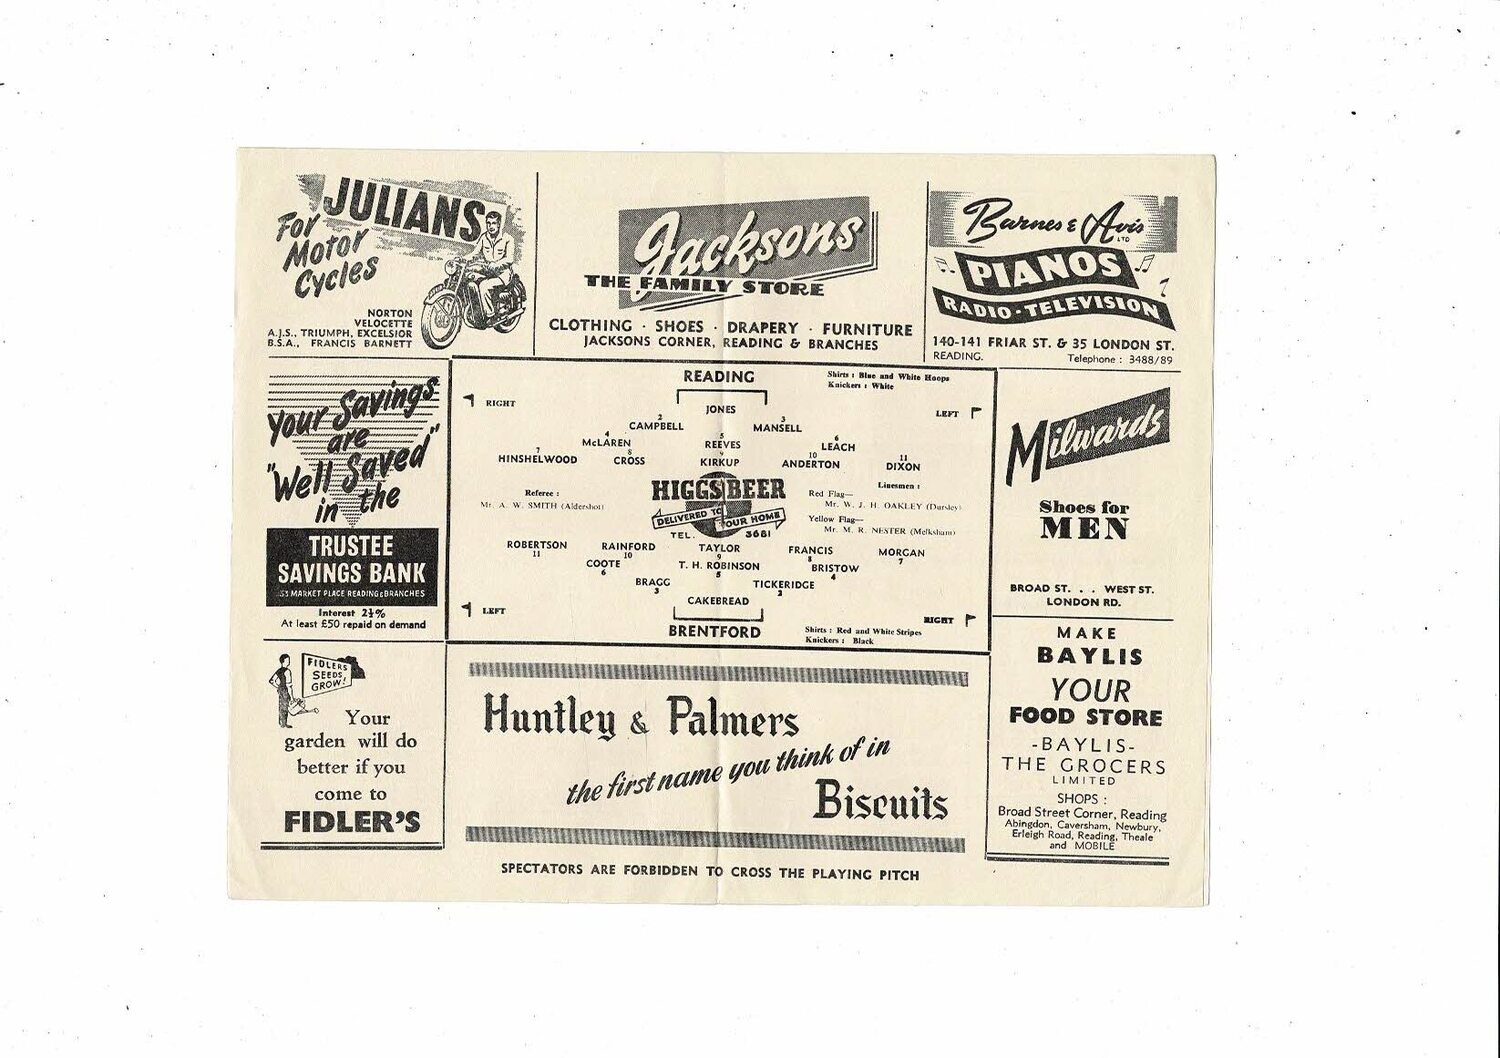 JULIANS
For
Motor
Cycles
NORTON
VELOCETTE
A.J.S., TRIUMPH, EXCELSIOR
B.S.A., FRANCIS BARNETT
Jacksons
THE FAMILY STORE
CLOTHING · SHOES · DRAPERY · FURNITURE
JACKSONS CORNER, READING & BRANCHES
Barnes & Avis
LTD
PIANOS
RADIO-TELEVISION
140-141 FRIAR ST. & 35 LONDON ST.
READING. Telephone : 3488/89
Your Savings
are
"Well Saved"
in the
TRUSTEE
SAVINGS BANK
MARKET PLACE READING & BRANCHES
Interest 2½%
At least £50 repaid on demand
READING
Shirts : Blue and White Hoops
Knickers : White
RIGHT
LEFT
JONES
2 3
CAMPBELL MANSELL
4 5 6
McLAREN REEVES LEACH
7 8 9 10 11
HINSHELWOOD CROSS KIRKUP ANDERTON DIXON
Referee :
Mr. A. W. SMITH (Aldershot)
HIGGS BEER
DELIVERED TO YOUR HOME
TEL. 3681
Linesmen :
Red Flag—
Mr. W. J. H. OAKLEY (Dursley)
Yellow Flag—
Mr. M. R. NESTER (Melksham)
ROBERTSON RAINFORD TAYLOR FRANCIS MORGAN
11 10 9 8 7
COOTE T. H. ROBINSON BRISTOW
6 5 4
BRAGG TICKERIDGE
3 2
CAKEBREAD
LEFT
RIGHT
BRENTFORD
Shirts : Red and White Stripes
Knickers : Black
Milwards
Shoes for
MEN
BROAD ST. . . WEST ST.
LONDON RD.
FIDLERS
SEEDS
GROW!
Your
garden will do
better if you
come to
FIDLER'S
Huntley & Palmers
the first name you think of in
Biscuits
MAKE
BAYLIS
YOUR
FOOD STORE
-BAYLIS-
THE GROCERS
LIMITED
SHOPS :
Broad Street Corner, Reading
Abingdon, Caversham, Newbury,
Erleigh Road, Reading, Theale
and MOBILE
SPECTATORS ARE FORBIDDEN TO CROSS THE PLAYING PITCH